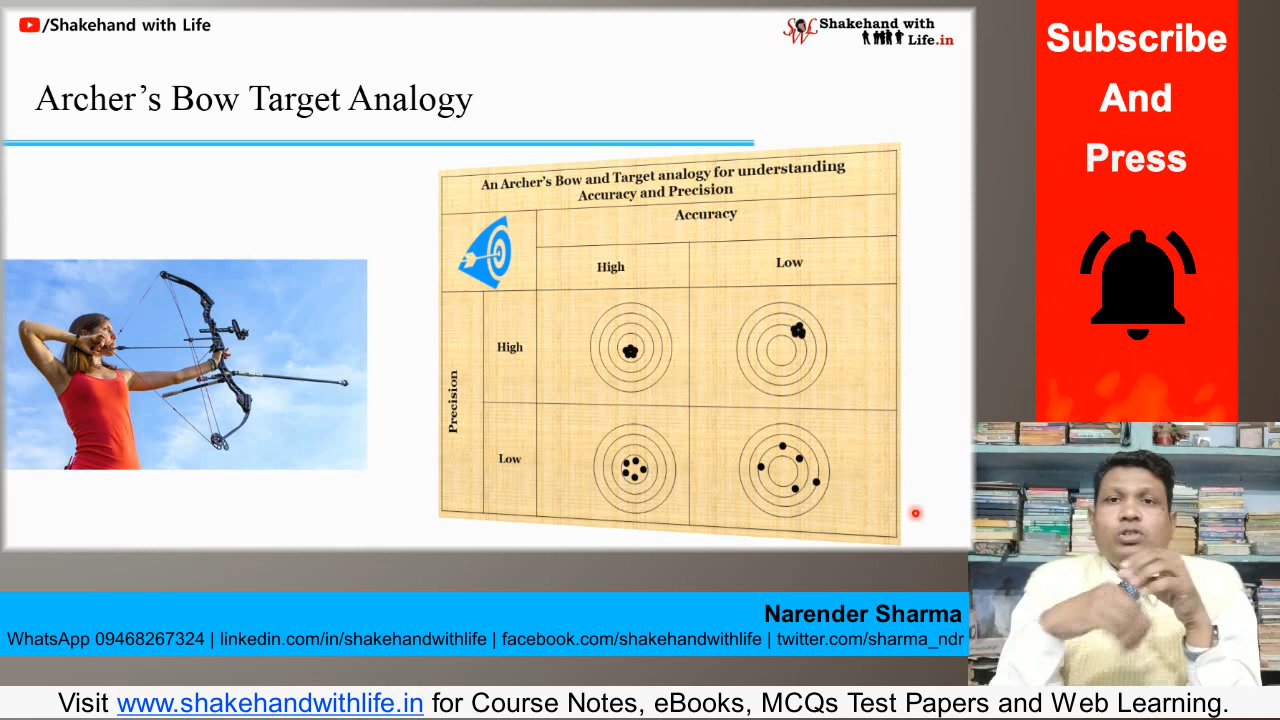 /Shakehand with Life
Shakehand with
Life.in
Archer's Bow Target Analogy
An Archer's Bow and Target analogy for understanding
Accuracy and Precision
Accuracy
High
Low
Precision
High
Low
Subscribe
And
Press
Narender Sharma
WhatsApp 09468267324 | linkedin.com/in/shakehandwithlife | facebook.com/shakehandwithlife | twitter.com/sharma_ndr
Visit www.shakehandwithlife.in for Course Notes, eBooks, MCQs Test Papers and Web Learning.